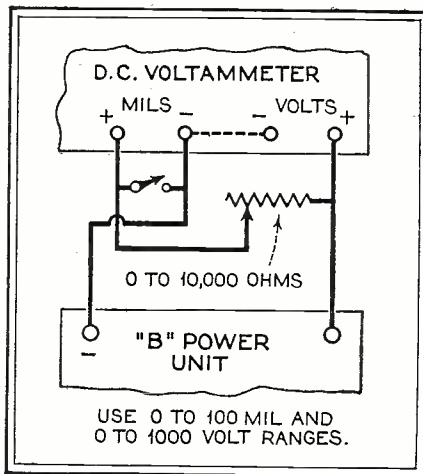 D.C. VOLTAMMETER
+ MILS - - VOLTS +
0 TO 10,000 OHMS
- "B" POWER
UNIT
USE 0 TO 100 MIL AND
0 TO 1000 VOLT RANGES.